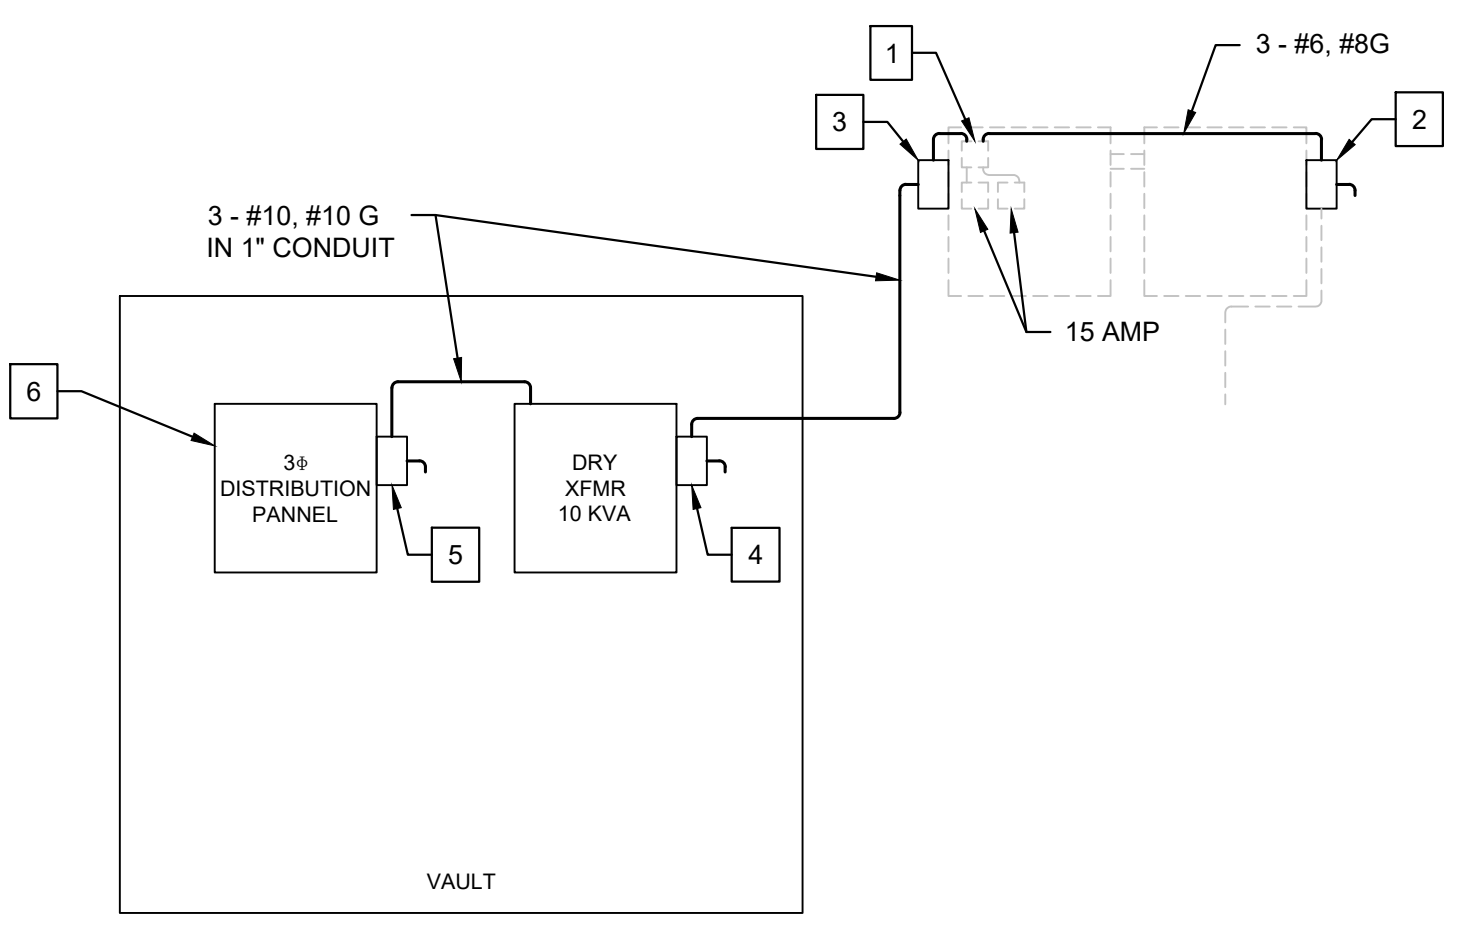 1
3 - #6, #8G
3
2
3 - #10, #10 G
IN 1" CONDUIT
15 AMP
6
3Φ
DISTRIBUTION
PANNEL
DRY
XFMR
10 KVA
5
4
VAULT